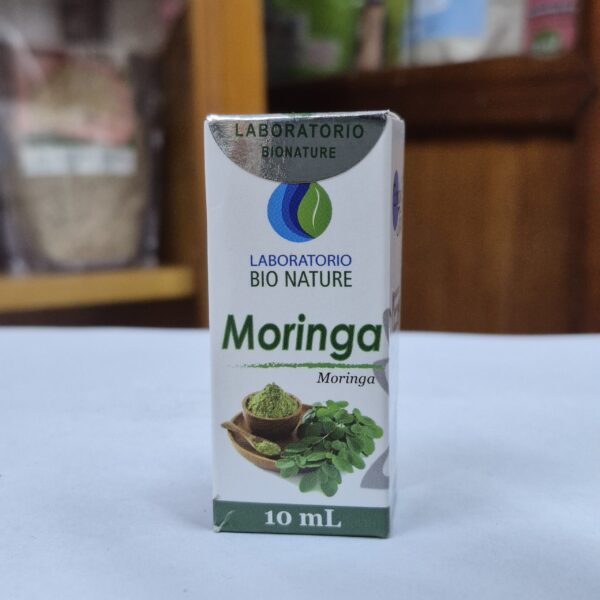 LABORATORIO
BIONATURE
LABORATORIO
BIO NATURE
Moringa
Moringa
10 mL